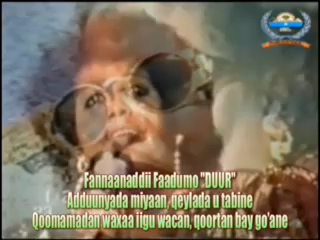 Fannaanaddii Faadumo "DUUR"
Adduunyada miyaan, qeylada u tabine
Qoomamadan waxaa iigu wacan, qoortan bay go'ane